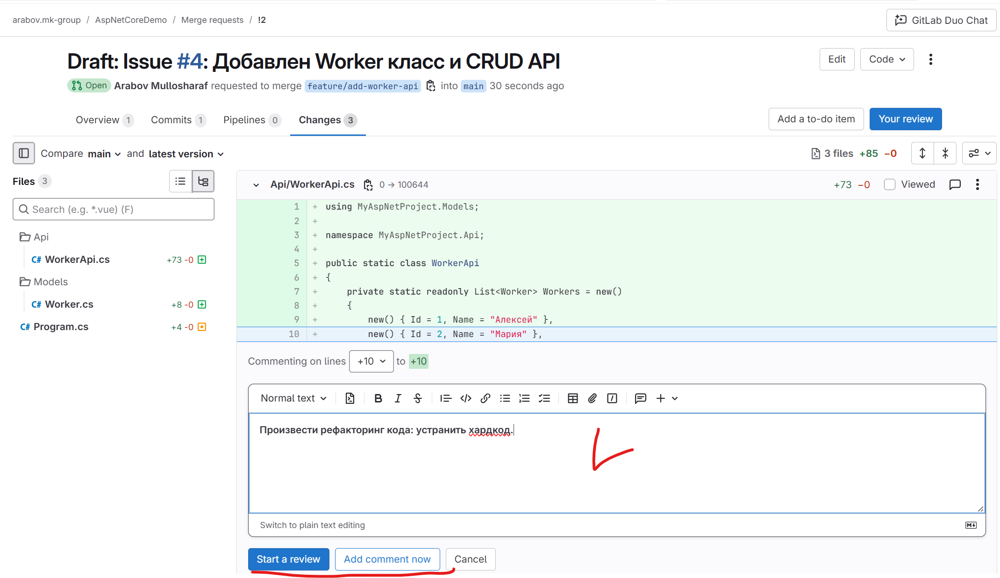 arabov.mk-group / AspNetCoreDemo / Merge requests / !2
GitLab Duo Chat
Draft: Issue #4: Добавлен Worker класс и CRUD API
Edit
Code
Open Arabov Mullosharaf requested to merge feature/add-worker-api into main 30 seconds ago
Overview 1 Commits 1 Pipelines 0 Changes 3
Add a to-do item
Your review
Compare main and latest version
3 files +85 −0
Files 3
Search (e.g. *.vue) (F)
Api
C# WorkerApi.cs +73 -0
Models
C# Worker.cs +8 -0
C# Program.cs +4 -0
Api/WorkerApi.cs 0 → 100644
+73 −0 Viewed
1 + using MyAspNetProject.Models;
2 +
3 + namespace MyAspNetProject.Api;
4 +
5 + public static class WorkerApi
6 + {
7 + private static readonly List<Worker> Workers = new()
8 + {
9 + new() { Id = 1, Name = "Алексей" },
10 + new() { Id = 2, Name = "Мария" },
Commenting on lines +10 to +10
Normal text
Произвести рефакторинг кода: устранить хардкод.
Switch to plain text editing
Start a review
Add comment now
Cancel